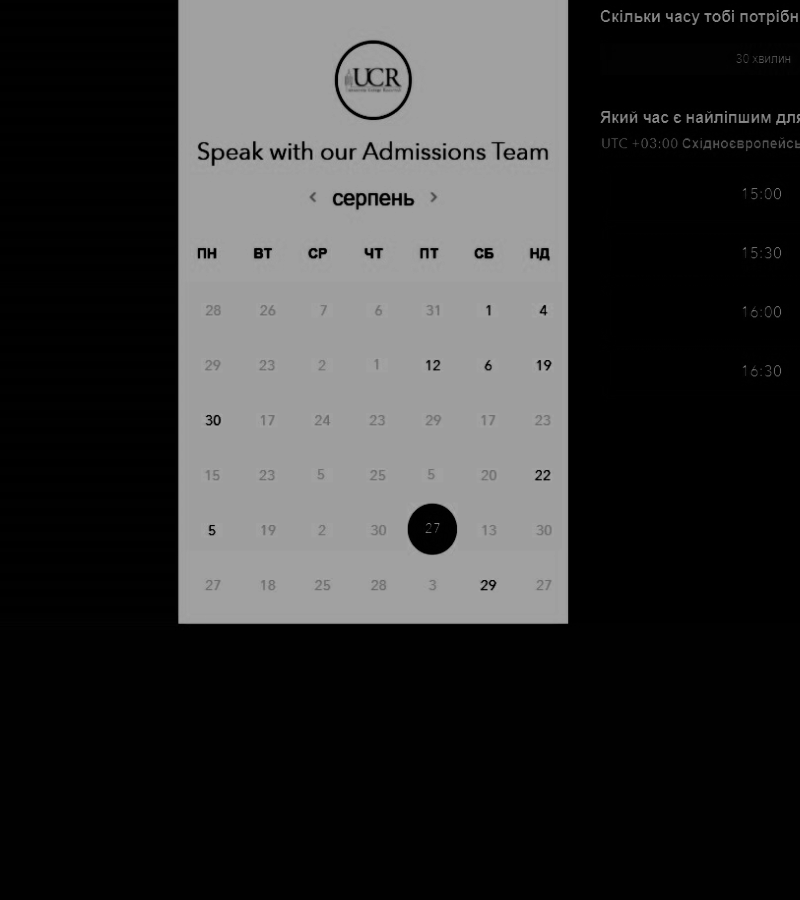 UCR
Speak with our Admissions Team
< серпень >
ПН ВТ СР ЧТ ПТ СБ НД
28 26 7 6 31 1 4
29 23 2 1 12 6 19
30 17 24 23 29 17 23
15 23 5 25 5 20 22
5 19 2 30 27 13 30
27 18 25 28 3 29 27
Скільки часу тобі потрібн
30 хвилин
Який час є найліпшим для
UTC +03:00 Східноєвропейсь
15:00
15:30
16:00
16:30